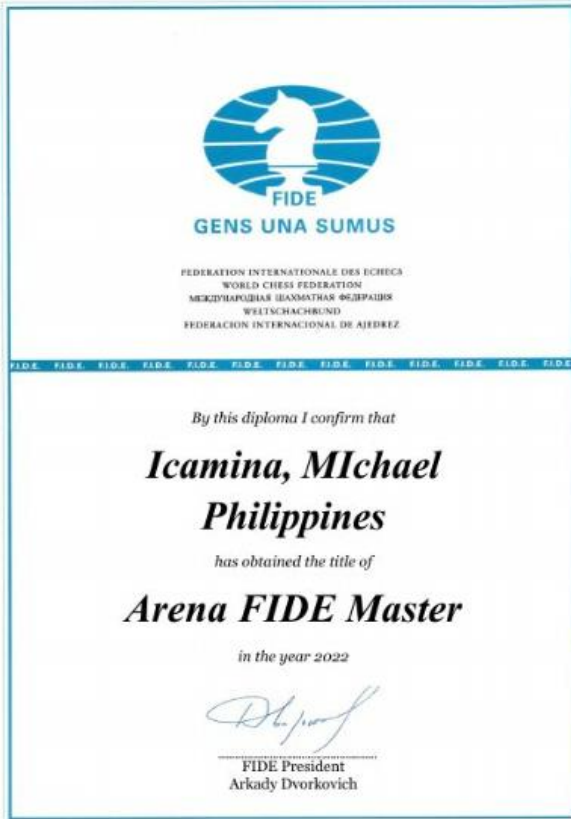 FIDE
GENS UNA SUMUS
FEDERATION INTERNATIONALE DES ECHECS
WORLD CHESS FEDERATION
МЕЖДУНАРОДНАЯ ШАХМАТНАЯ ФЕДЕРАЦИЯ
WELTSCHACHBUND
FEDERACION INTERNACIONAL DE AJEDREZ
F.I.D.E. F.I.D.E. F.I.D.E. F.I.D.E. F.I.D.E. F.I.D.E. F.I.D.E. F.I.D.E. F.I.D.E. F.I.D.E. F.I.D.E. F.I.D.E. F.I.D.E.
By this diploma I confirm that
Icamina, MIchael
Philippines
has obtained the title of
Arena FIDE Master
in the year 2022
FIDE President
Arkady Dvorkovich